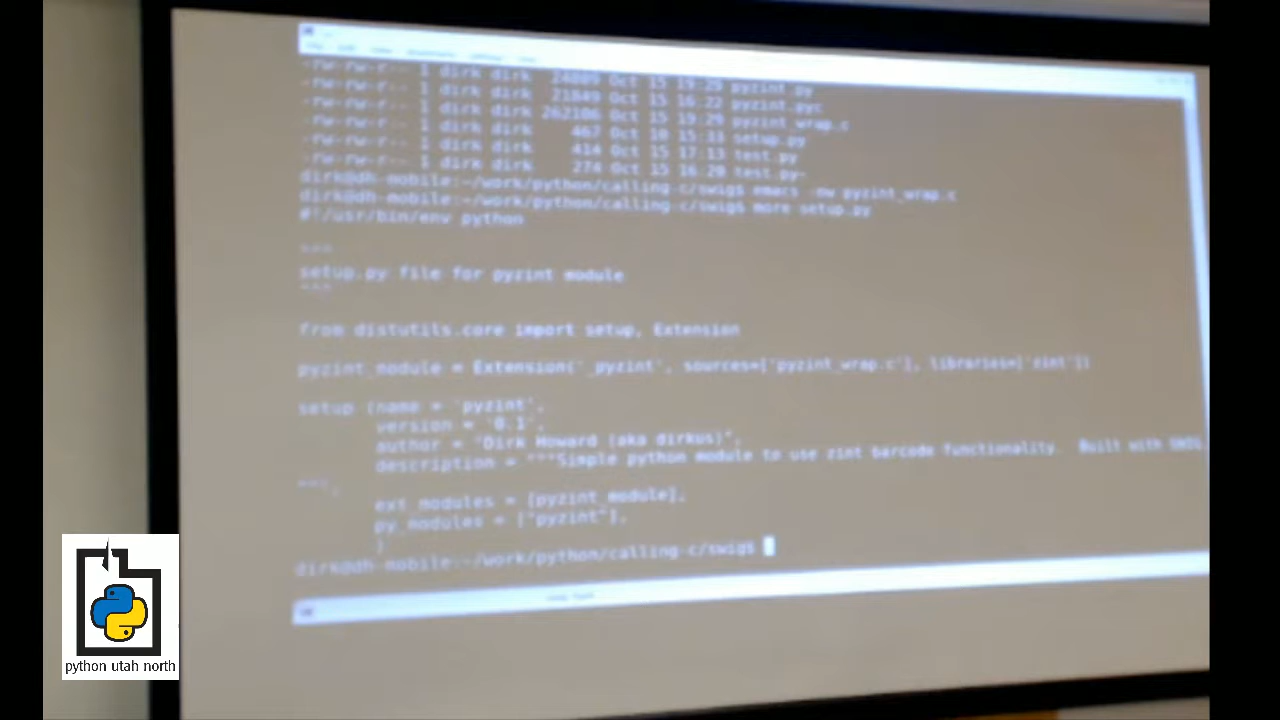 -rw-rw-r-- 1 dirk dirk 24889 Oct 15 19:29 pyzint.py
-rw-rw-r-- 1 dirk dirk 21849 Oct 15 16:22 pyzint.pyc
-rw-rw-r-- 1 dirk dirk 262186 Oct 15 19:29 pyzint_wrap.c
-rw-rw-r-- 1 dirk dirk 467 Oct 10 15:33 setup.py
-rw-rw-r-- 1 dirk dirk 414 Oct 15 17:13 test.py
-rw-rw-r-- 1 dirk dirk 274 Oct 15 16:20 test.py~
dirk@dh-mobile:~/work/python/calling-c/swig$ emacs -nw pyzint_wrap.c
dirk@dh-mobile:~/work/python/calling-c/swig$ more setup.py
#!/usr/bin/env python
"""
setup.py file for pyzint module
"""
from distutils.core import setup, Extension
pyzint_module = Extension('_pyzint', sources=['pyzint_wrap.c'], libraries=['zint'])
setup (name = 'pyzint',
version = '0.1',
author = "Dirk Howard (aka dirkus)",
description = """Simple python module to use zint barcode functionality. Built with SWIG.
""",
ext_modules = [pyzint_module],
py_modules = ["pyzint"],
)
dirk@dh-mobile:~/work/python/calling-c/swig$
python utah north